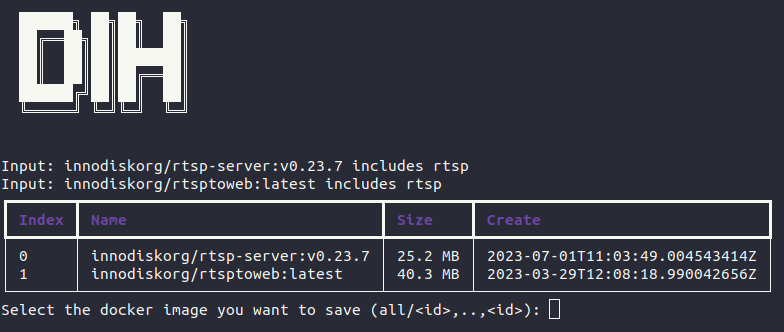 DIH
Input: innodiskorg/rtsp-server:v0.23.7 includes rtsp
Input: innodiskorg/rtsptoweb:latest includes rtsp
Index Name Size Create
0 innodiskorg/rtsp-server:v0.23.7 25.2 MB 2023-07-01T11:03:49.004543414Z
1 innodiskorg/rtsptoweb:latest 40.3 MB 2023-03-29T12:08:18.990042656Z
Select the docker image you want to save (all/<id>,..,<id>):